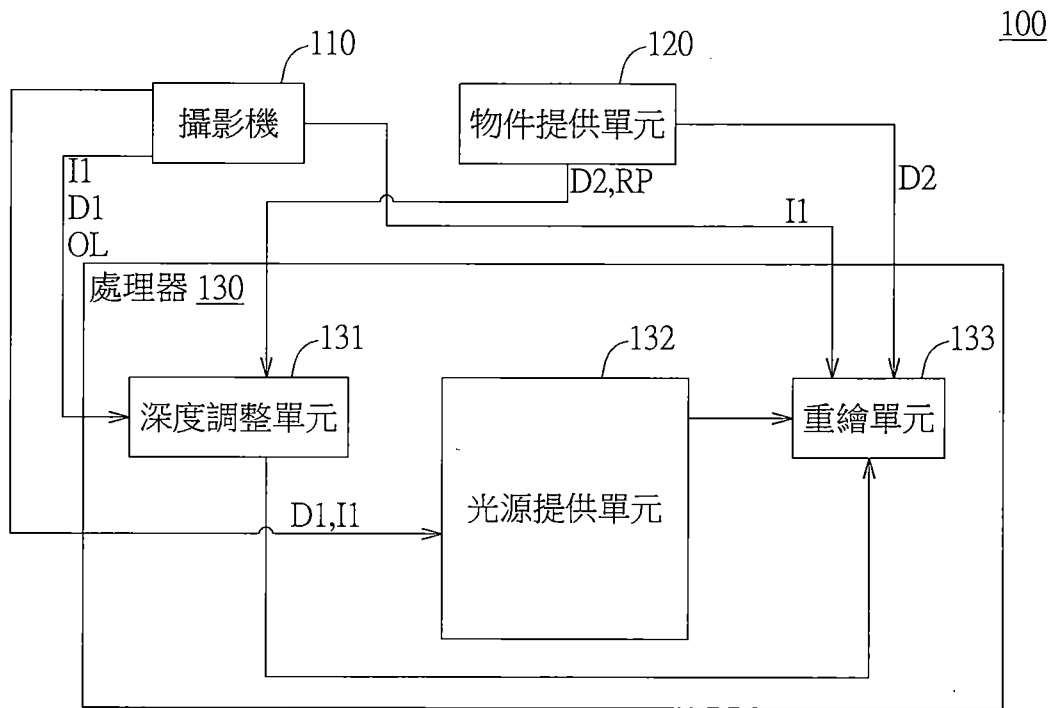 100
110
120
攝影機
物件提供單元
I1
D1
OL
D2,RP
D2
I1
處理器 130
131
132
133
深度調整單元
重繪單元
光源提供單元
D1,I1